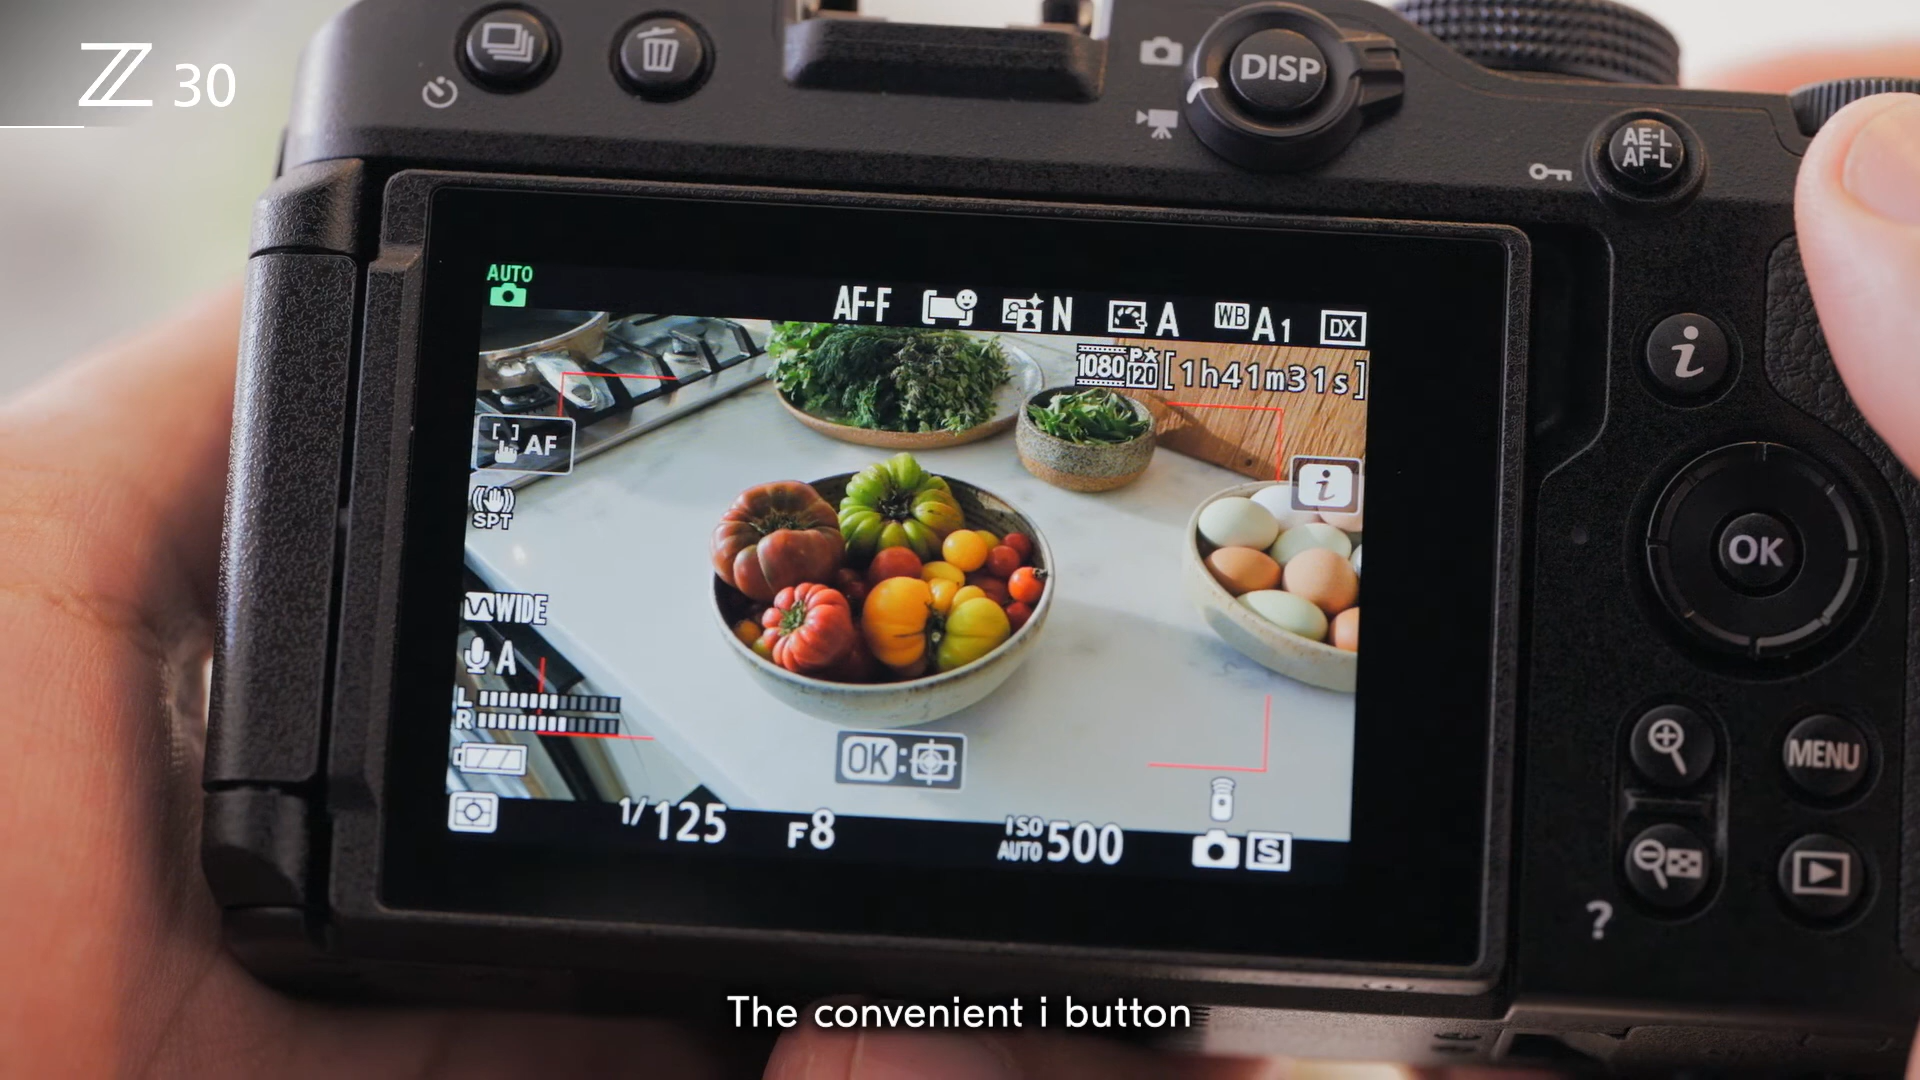 Z 30
DISP
AE-L
AF-L
AUTO
AF-F N A WB A1 DX
1080 P★ 120 [1h41m31s]
i
AF
i
SPT
OK
WIDE
A
L
R
OK:
MENU
1/125 F8 ISO AUTO 500 S
?
The convenient i button